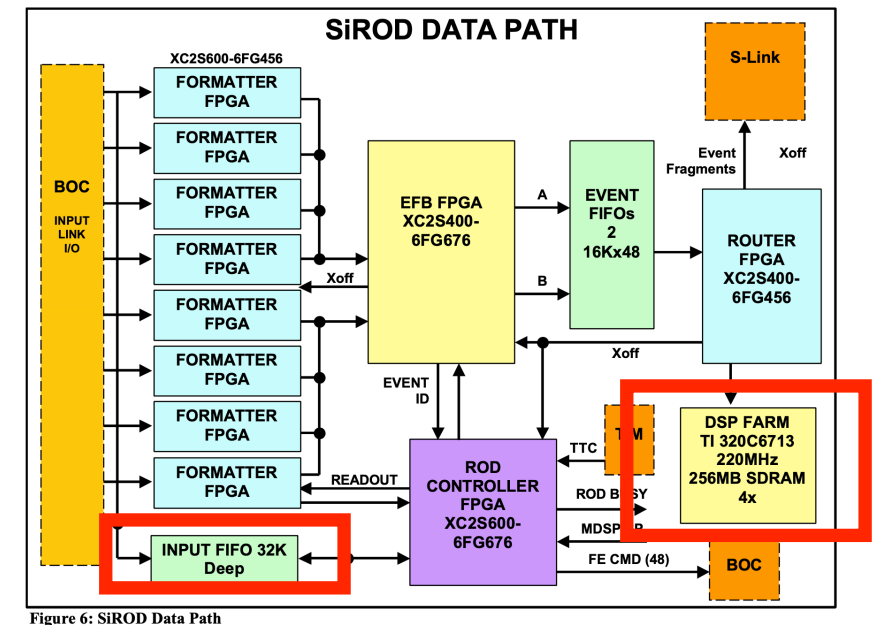 SiROD DATA PATH
XC2S600-6FG456
BOC
INPUT
LINK
I/O
FORMATTER
FPGA
FORMATTER
FPGA
FORMATTER
FPGA
FORMATTER
FPGA
FORMATTER
FPGA
FORMATTER
FPGA
FORMATTER
FPGA
FORMATTER
FPGA
INPUT FIFO 32K
Deep
EFB FPGA
XC2S400-
6FG676
Xoff
A
B
EVENT
FIFOs
2
16Kx48
S-Link
Event
Fragments
Xoff
ROUTER
FPGA
XC2S400-
6FG456
Xoff
EVENT
ID
READOUT
ROD
CONTROLLER
FPGA
XC2S600-
6FG676
TTC
ROD
FE CMD (48)
BOC
DSP FARM
TI 320C6713
220MHz
256MB SDRAM
4x
Figure 6: SiROD Data Path